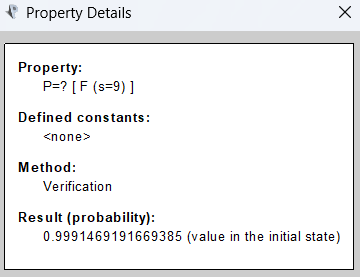 Property Details
Property:
P=? [ F (s=9) ]
Defined constants:
<none>
Method:
Verification
Result (probability):
0.9991469191669385 (value in the initial state)